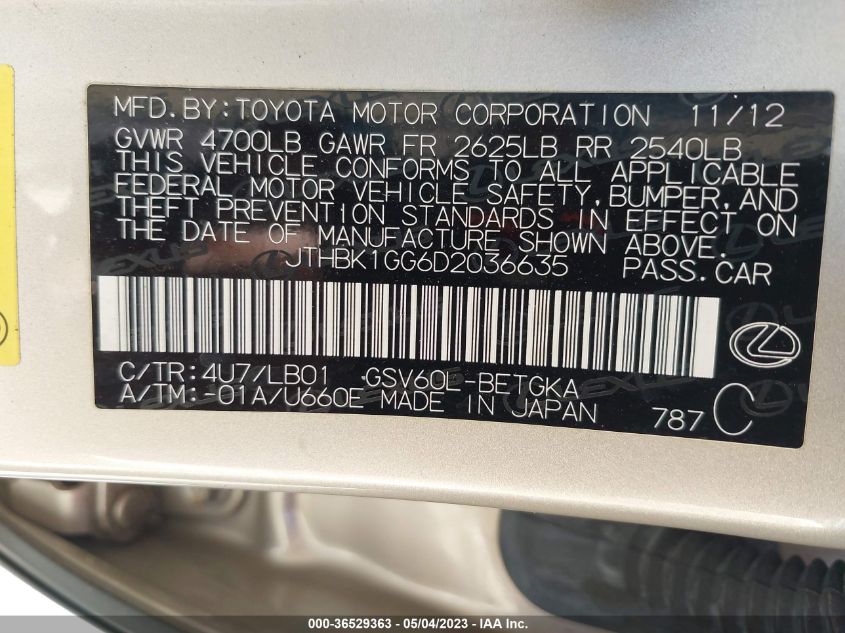 MFD.BY:TOYOTA MOTOR CORPORATION 11/12
GVWR 4700LB GAWR FR 2625LB RR 2540LB
THIS VEHICLE CONFORMS TO ALL APPLICABLE
FEDERAL MOTOR VEHICLE SAFETY,BUMPER,AND
THEFT PREVENTION STANDARDS IN EFFECT ON
THE DATE OF MANUFACTURE SHOWN ABOVE.
JTHBK1GG6D2036635 PASS.CAR
C/TR:4U7/LB01 GSV60L-BETGKA
A/TM:-01A/U660E MADE IN JAPAN 787 C
000-36529363 - 05/04/2023 - IAA Inc.